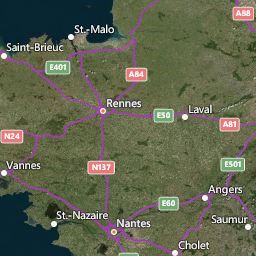 A88
St.-Malo
Saint-Brieuc
E401
A84
Rennes
E50
Laval
A81
N24
Vannes
N137
E501
Angers
E60
St.-Nazaire
Nantes
Saumur
Cholet